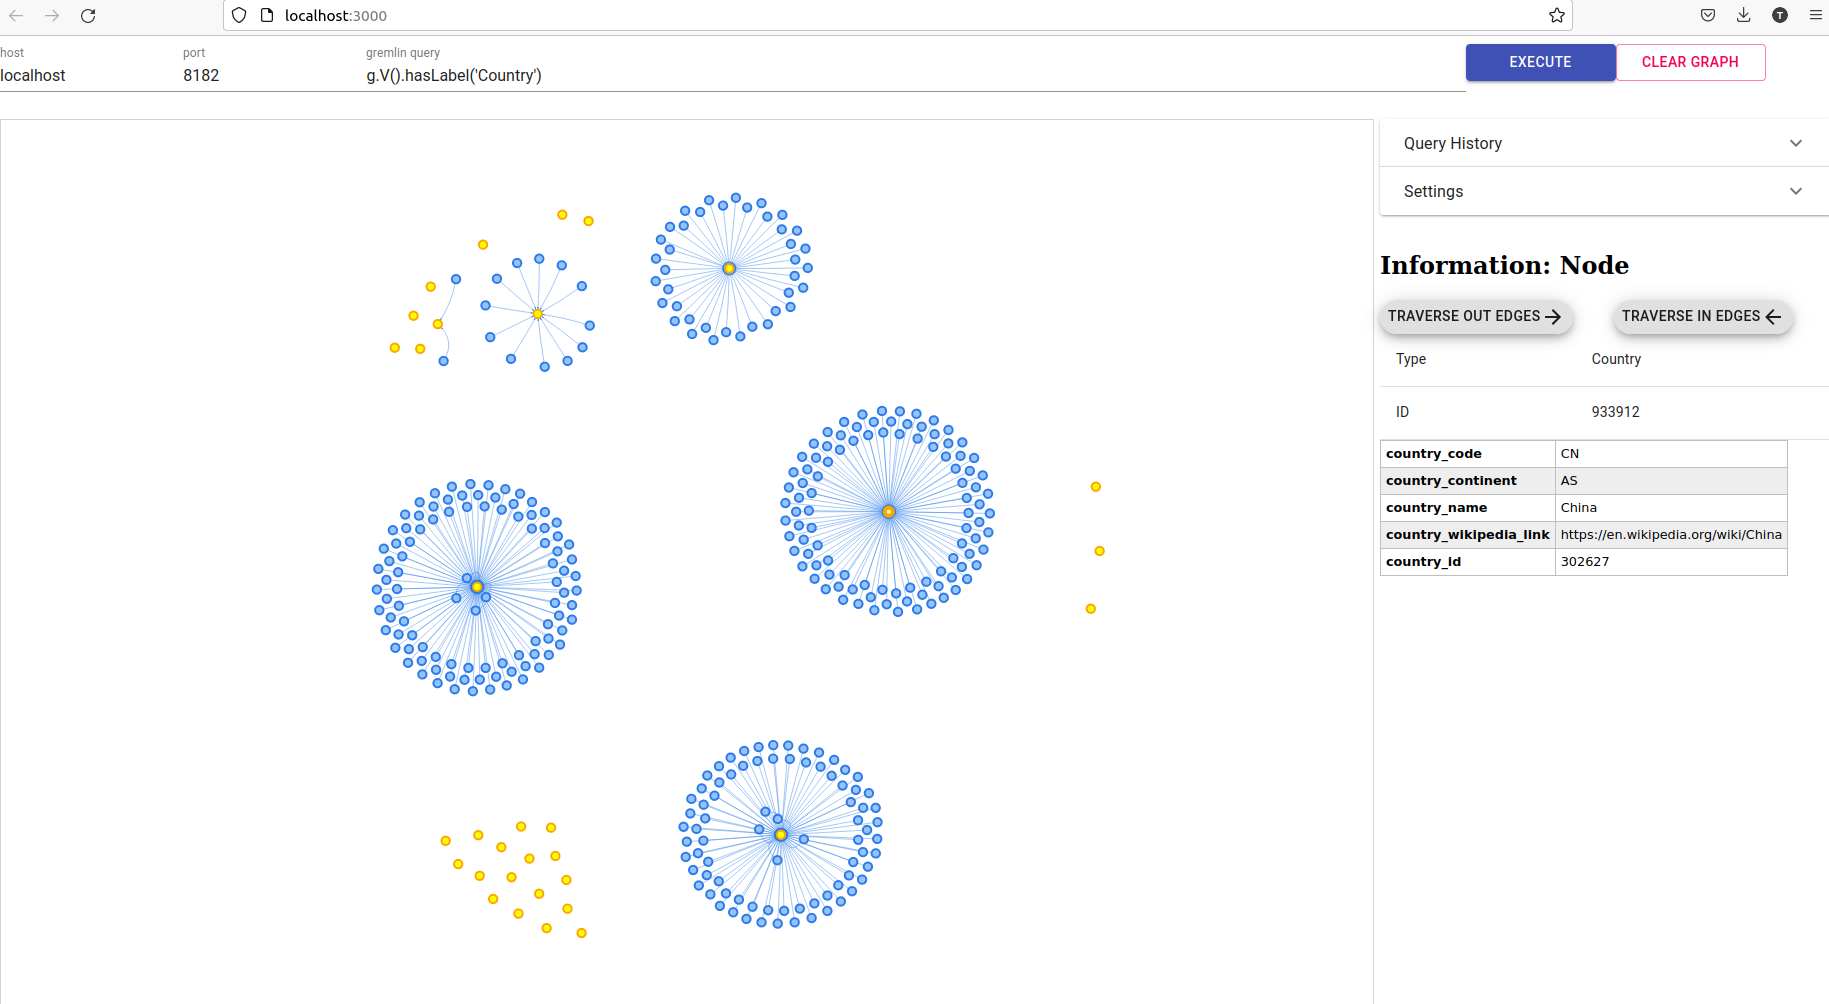 localhost:3000
T
host port gremlin query
localhost 8182 g.V().hasLabel('Country')
EXECUTE CLEAR GRAPH
Query History
Settings
Information: Node
TRAVERSE OUT EDGES TRAVERSE IN EDGES
Type Country
ID 933912
country_code CN
country_continent AS
country_name China
country_wikipedia_link https://en.wikipedia.org/wiki/China
country_id 302627